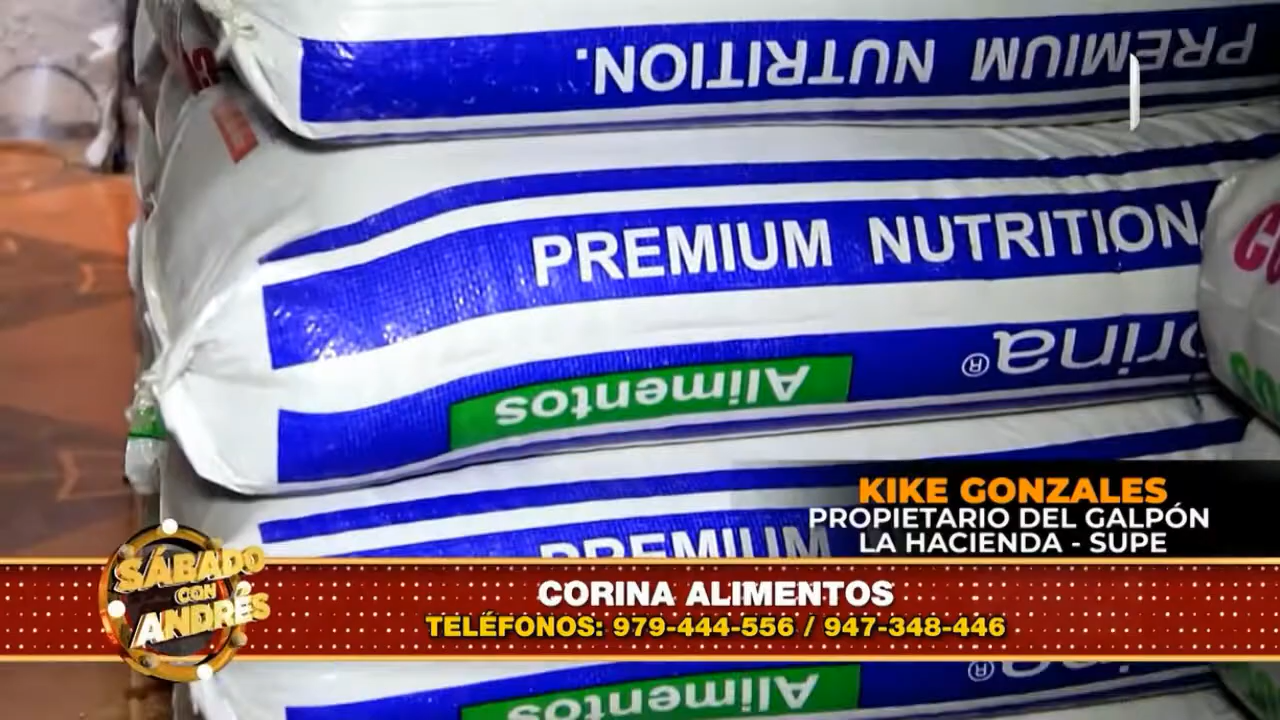 PREMIUM NUTRITION.
PREMIUM NUTRITION
orina®
Alimentos
KIKE GONZALES
PROPIETARIO DEL GALPÓN
LA HACIENDA - SUPE
PREMIUM
SÁBADO
CON
ANDRÉS
CORINA ALIMENTOS
TELÉFONOS: 979-444-556 / 947-348-446
Alimentos